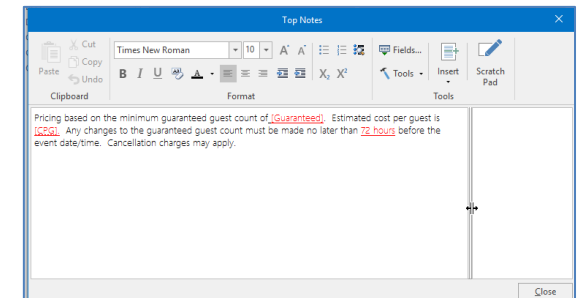 Top Notes
Cut
Copy
Paste
Undo
Clipboard
Times New Roman
10
A A
B I U A
X₂ X²
Format
Fields...
Tools
Insert
Scratch
Pad
Tools
Pricing based on the minimum guaranteed guest count of [Guaranteed]. Estimated cost per guest is
[CPG]. Any changes to the guaranteed guest count must be made no later than 72 hours before the
event date/time. Cancellation charges may apply.
Close